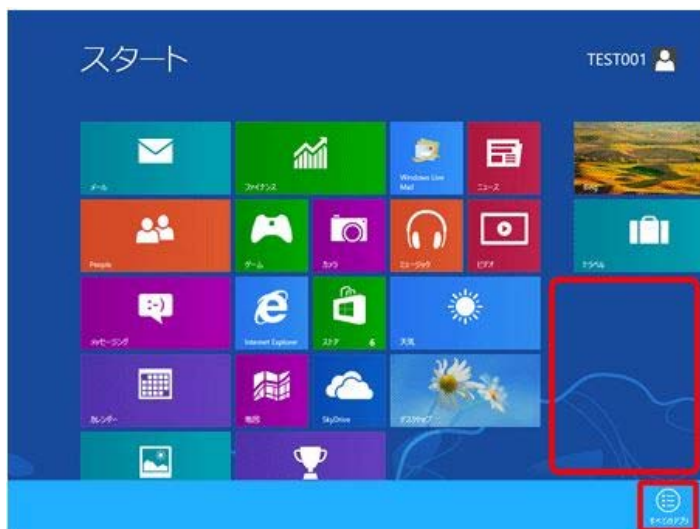 スタート
TEST001
メール
ファイナンス
Windows Live
Mail
ニュース
Bing
People
ゲーム
カメラ
ミュージック
ビデオ
トラベル
メッセージング
Internet Explorer
ストア
6
天気
カレンダー
地図
SkyDrive
デスクトップ
すべてのアプリ